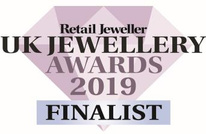 Retail Jeweller
UK JEWELLERY
AWARDS
2019
FINALIST